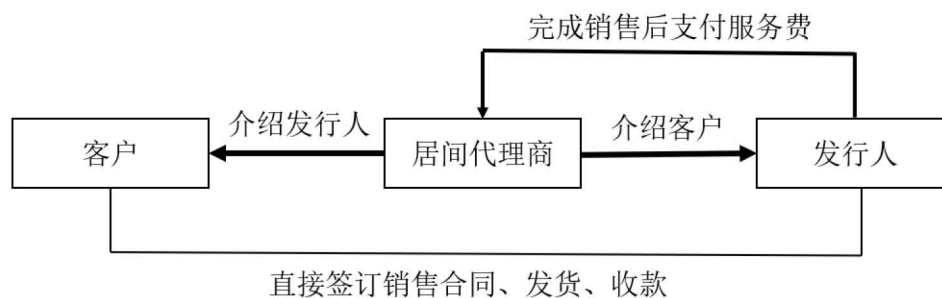 完成销售后支付服务费
介绍发行人
介绍客户
客户
居间代理商
发行人
直接签订销售合同、发货、收款